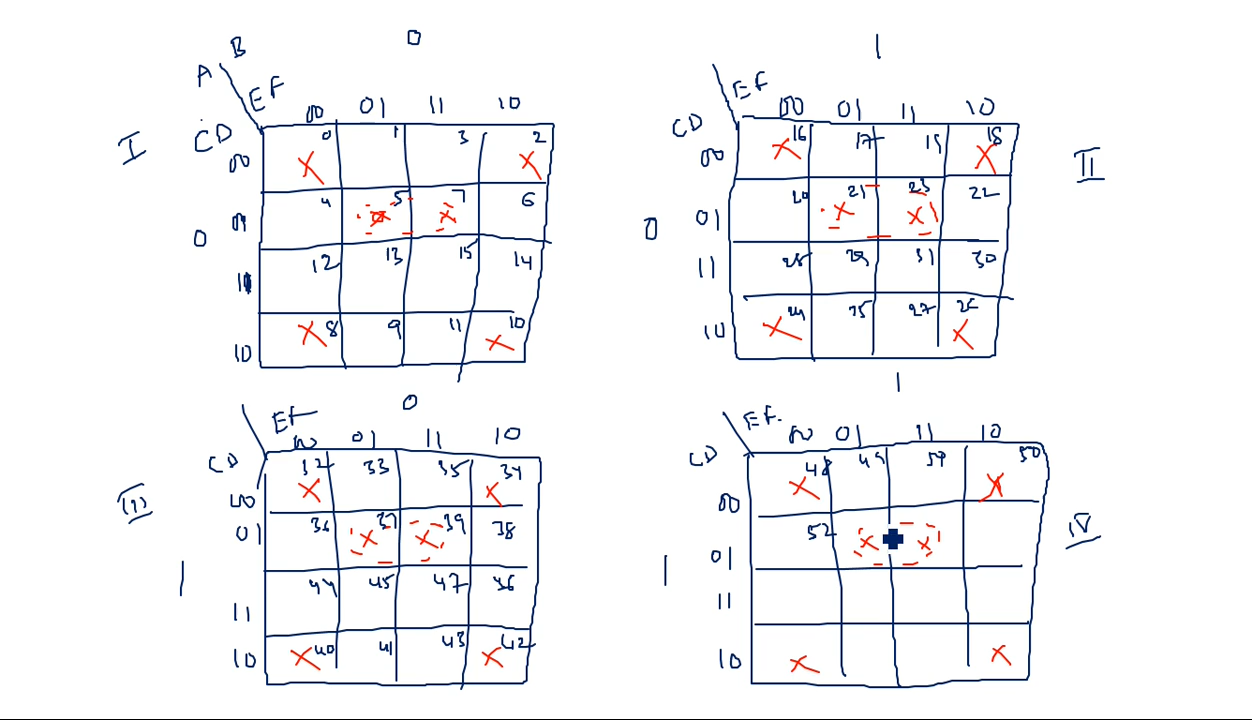 B 0
A EF
00 01 11 10
I CD
00 X 0 1 3 X 2
0 01 4 X 5 X 7 6
11 12 13 15 14
10 X 8 9 11 X 10
1
EF
00 01 11 10
CD
00 X 16 17 19 X 18 II
0 01 20 X 21 X 23 22
11 28 29 31 30
10 X 24 25 27 X 26
0
EF
00 01 11 10
CD
III 00 X 32 33 35 X 34
01 36 X 37 X 39 38
1 11 44 45 47 46
10 X 40 41 43 X 42
1
EF.
00 01 11 10
CD
00 X 48 49 X 50
01 52 X X IV
1 11
10 X X